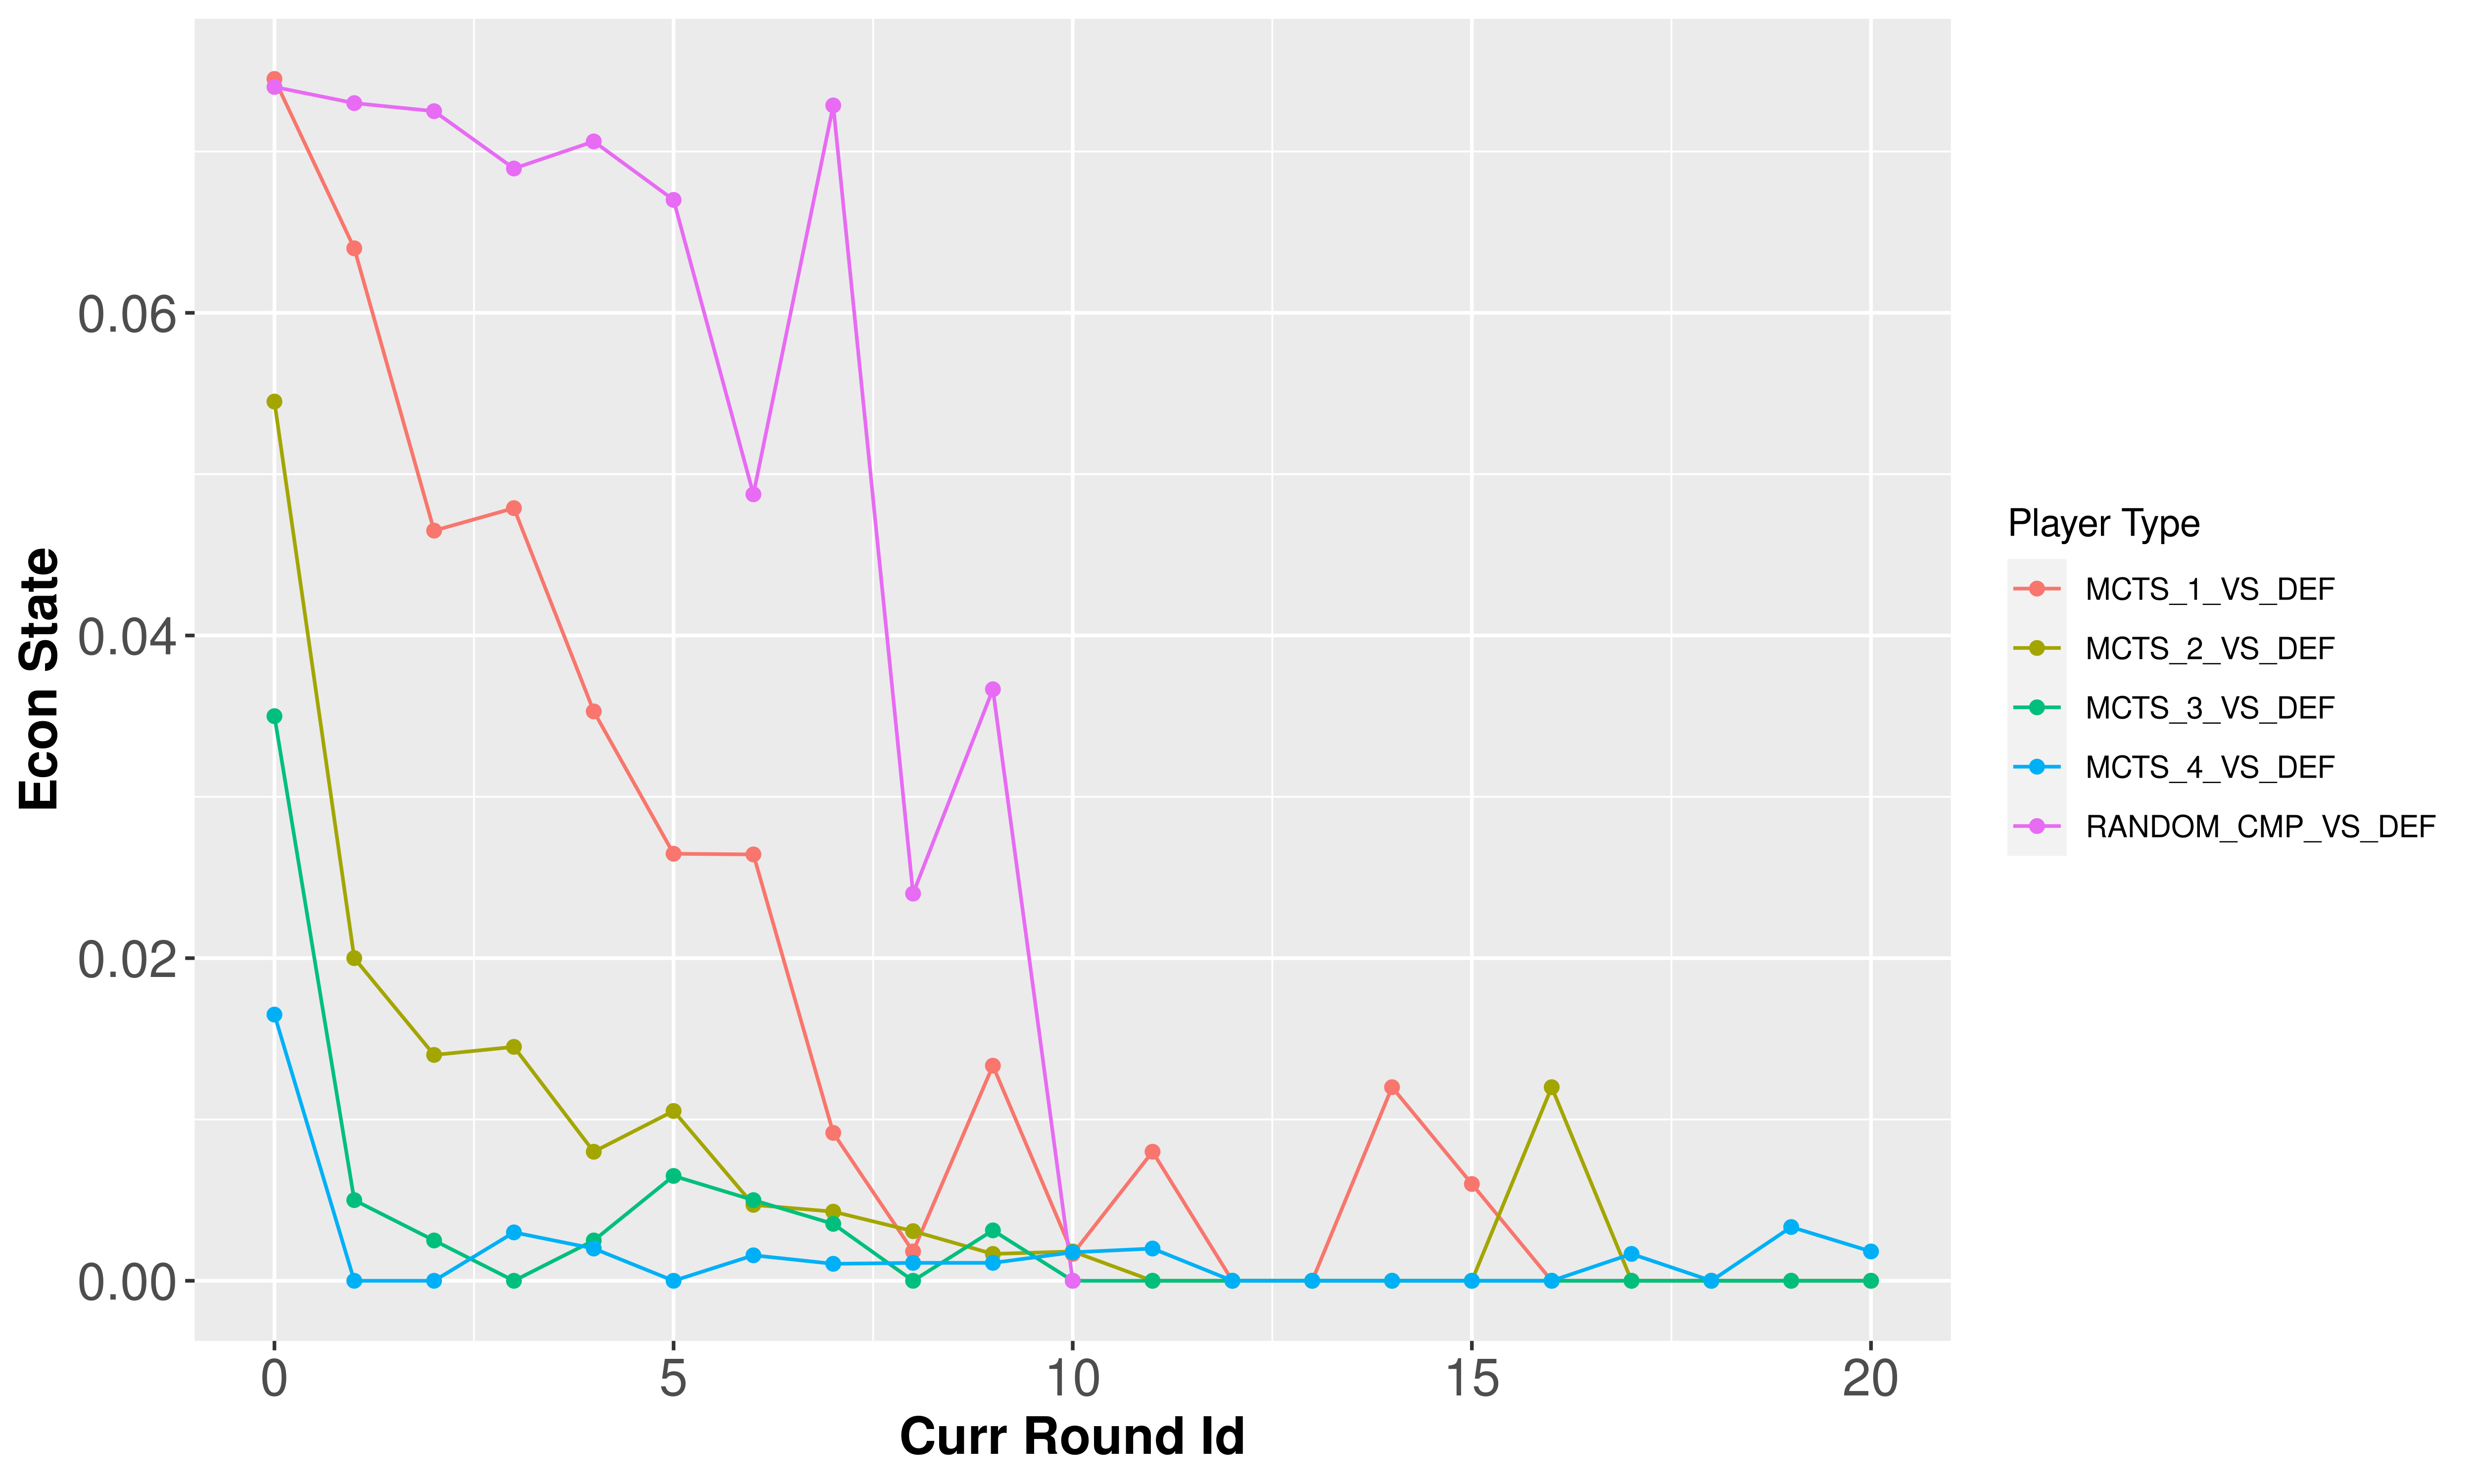 0.06
0.04
0.02
0.00
Econ State
0
5
10
15
20
Curr Round Id
Player Type
MCTS_1_VS_DEF
MCTS_2_VS_DEF
MCTS_3_VS_DEF
MCTS_4_VS_DEF
RANDOM_CMP_VS_DEF